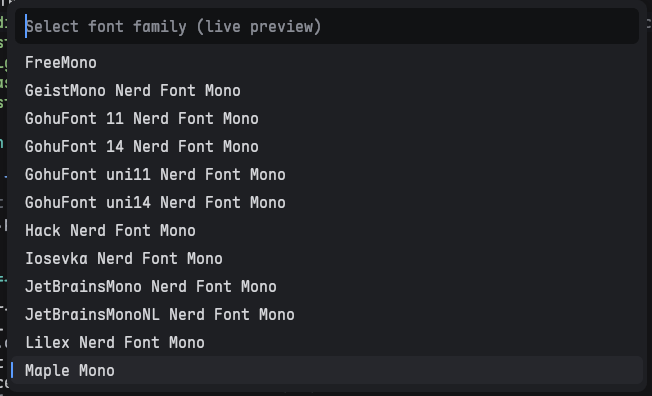 Select font family (live preview)
FreeMono
GeistMono Nerd Font Mono
GohuFont 11 Nerd Font Mono
GohuFont 14 Nerd Font Mono
GohuFont uni11 Nerd Font Mono
GohuFont uni14 Nerd Font Mono
Hack Nerd Font Mono
Iosevka Nerd Font Mono
JetBrainsMono Nerd Font Mono
JetBrainsMonoNL Nerd Font Mono
Lilex Nerd Font Mono
Maple Mono